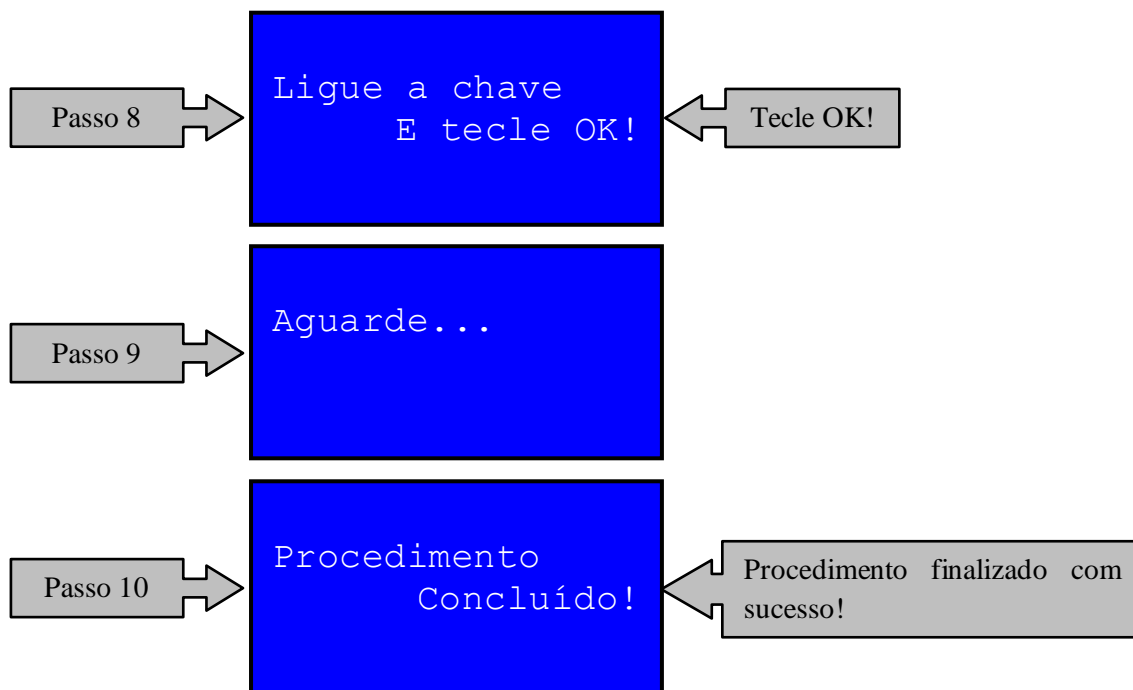 Passo 8
Ligue a chave
E tecle OK!
Tecle OK!
Passo 9
Aguarde...
Passo 10
Procedimento
Concluído!
Procedimento finalizado com
sucesso!